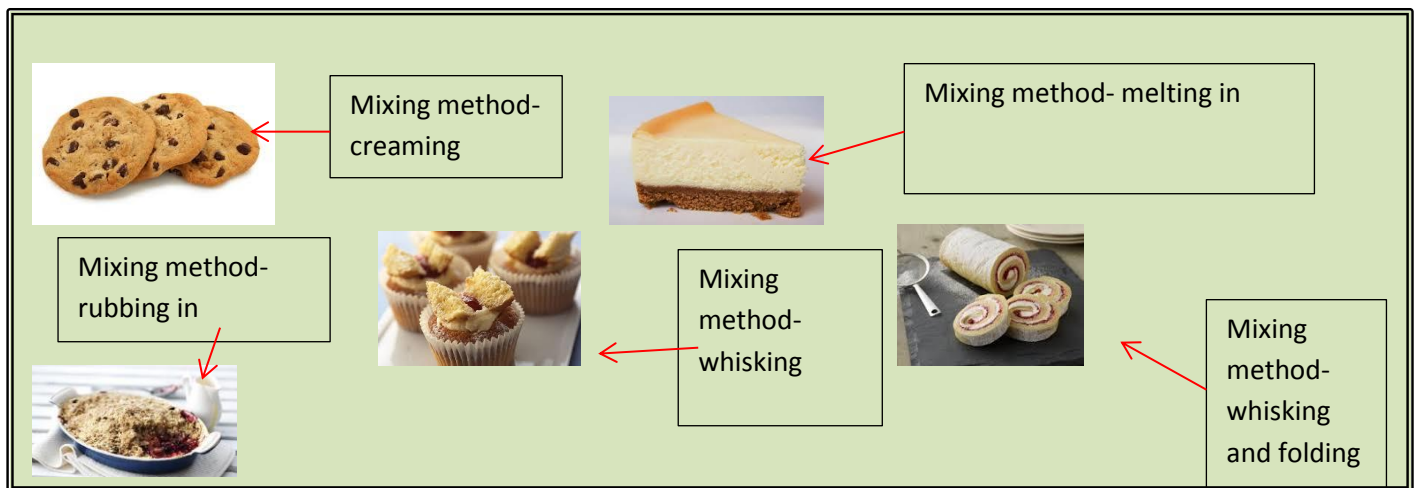 Mixing method-
creaming
Mixing method- melting in
Mixing method-
rubbing in
Mixing
method-
whisking
Mixing
method-
whisking
and folding